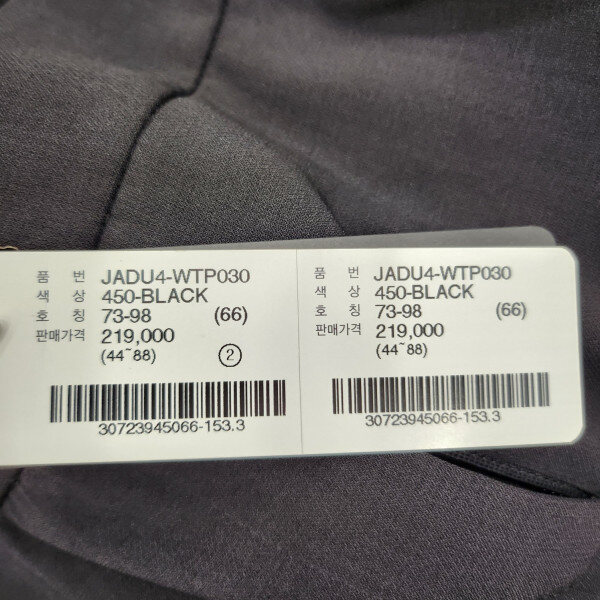 품 번 JADU4-WTP030
색 상 450-BLACK
호 칭 73-98 (66)
판매가격 219,000
(44~88) ②
30723945066-153.3
품 번 JADU4-WTP030
색 상 450-BLACK
호 칭 73-98 (66)
판매가격 219,000
(44~88)
30723945066-153.3